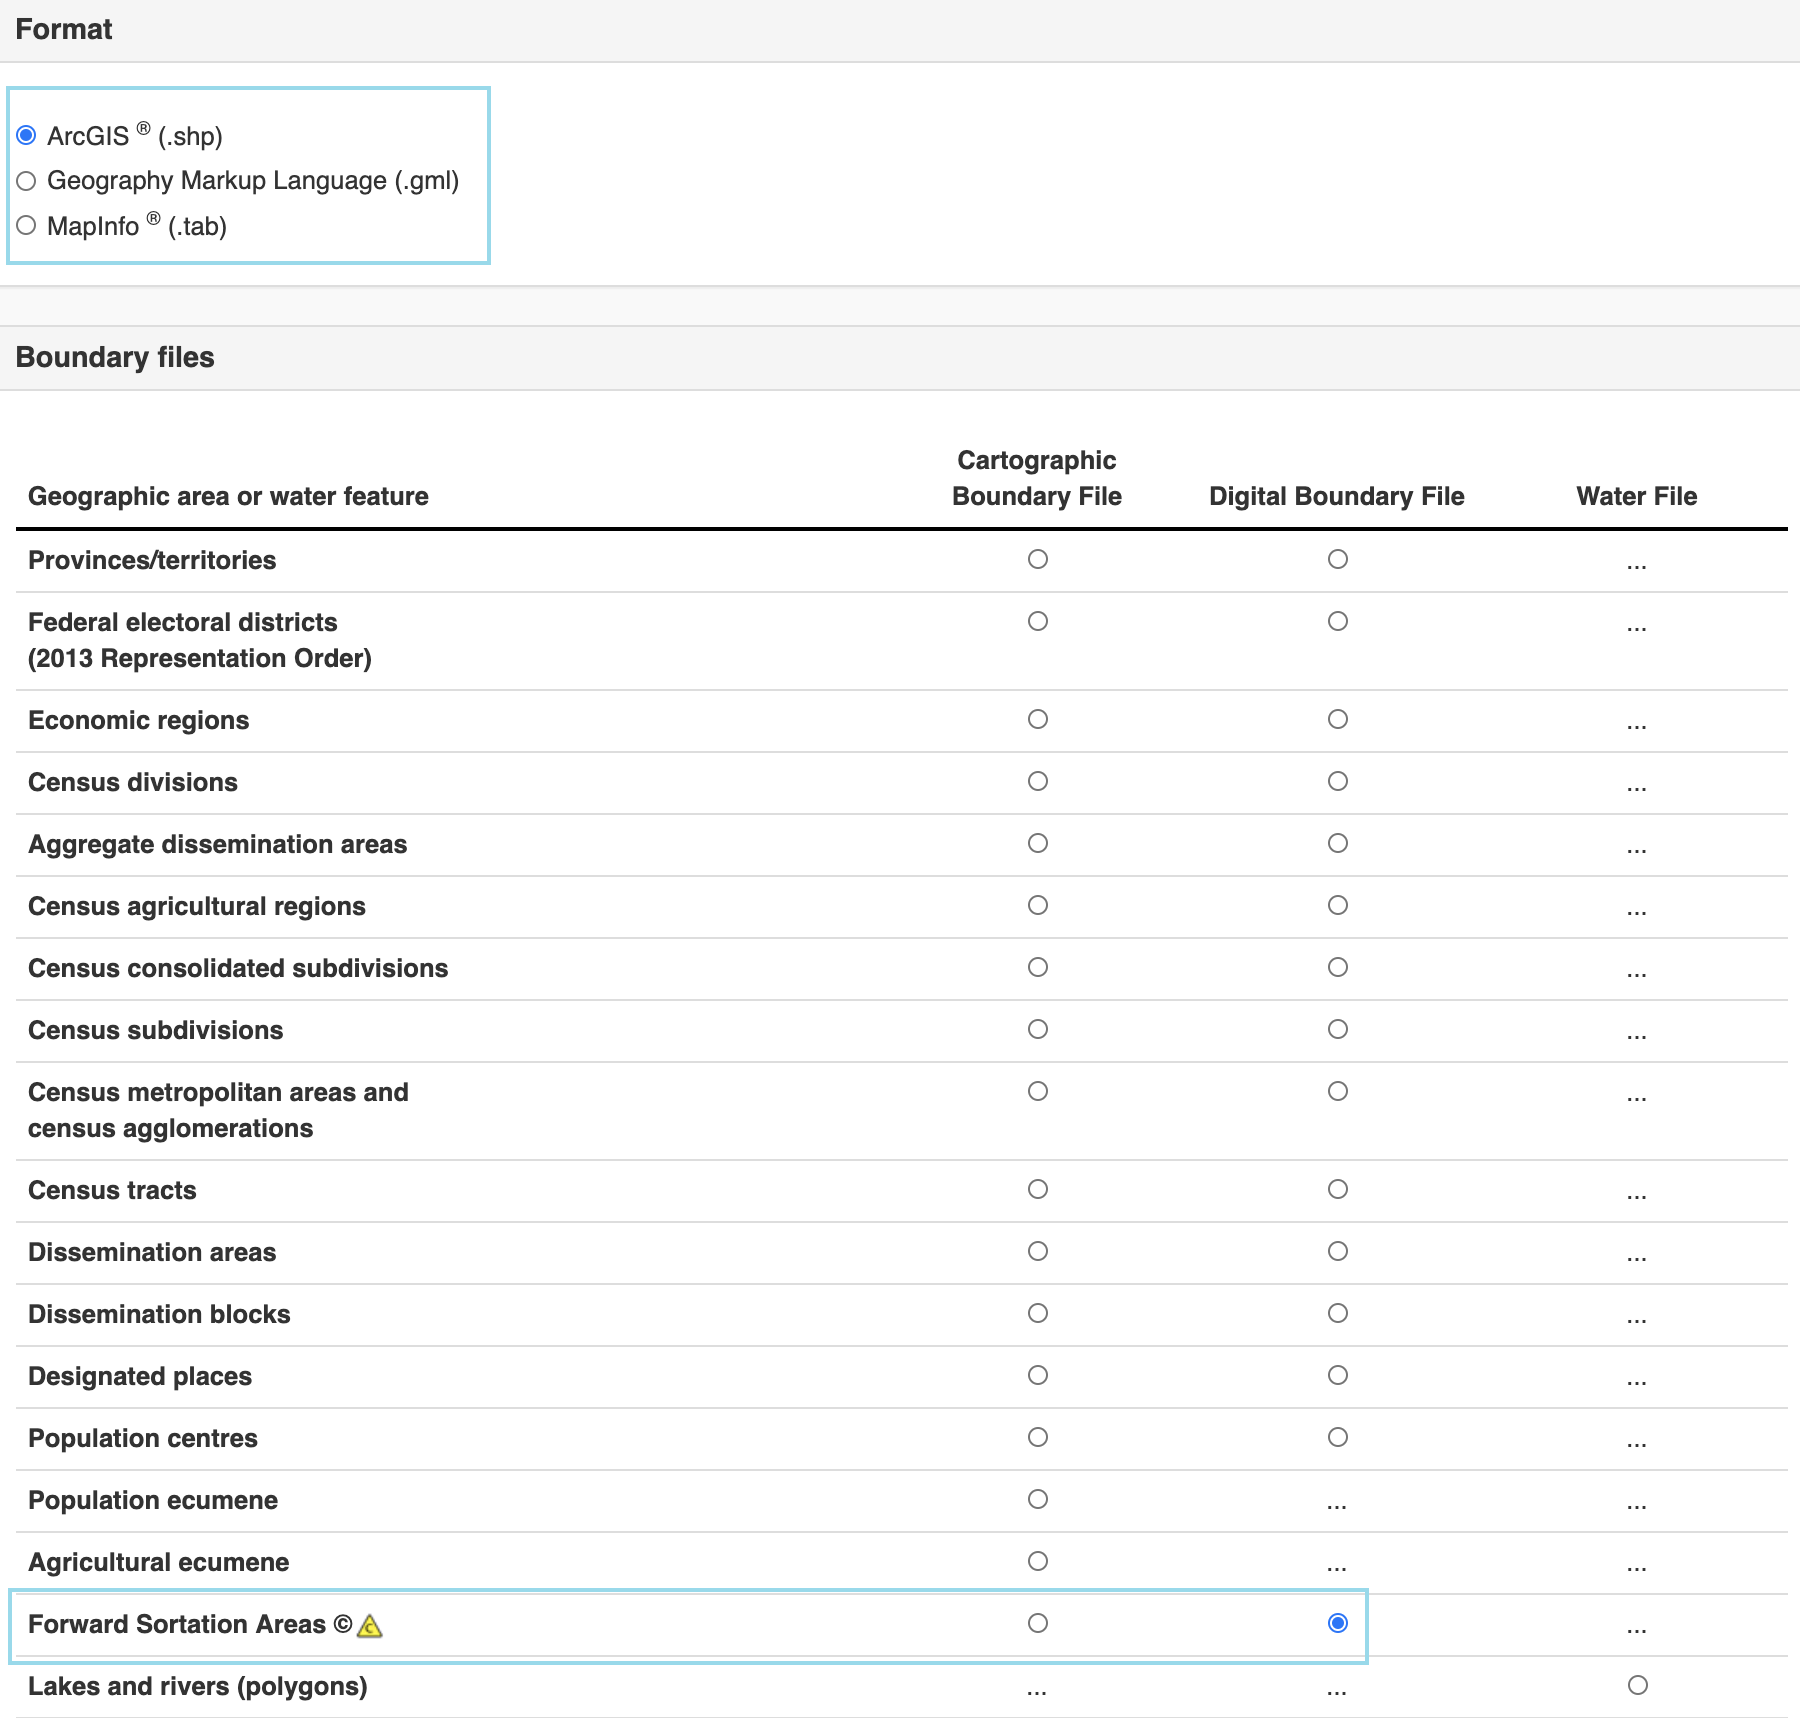 Format
ArcGIS ® (.shp)
Geography Markup Language (.gml)
MapInfo ® (.tab)
Boundary files
Geographic area or water feature Cartographic Boundary File Digital Boundary File Water File
Provinces/territories ...
Federal electoral districts ...
(2013 Representation Order)
Economic regions ...
Census divisions ...
Aggregate dissemination areas ...
Census agricultural regions ...
Census consolidated subdivisions ...
Census subdivisions ...
Census metropolitan areas and ...
census agglomerations
Census tracts ...
Dissemination areas ...
Dissemination blocks ...
Designated places ...
Population centres ...
Population ecumene ... ...
Agricultural ecumene ... ...
Forward Sortation Areas © C ...
Lakes and rivers (polygons) ... ...